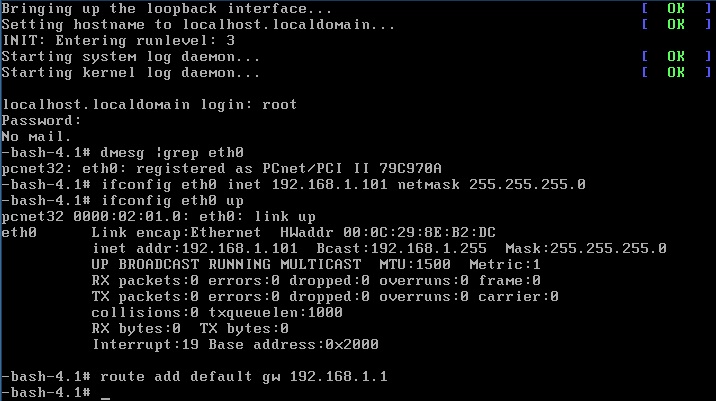 Bringing up the loopback interface... [ OK ]
Setting hostname to localhost.localdomain... [ OK ]
INIT: Entering runlevel: 3
Starting system log daemon... [ OK ]
Starting kernel log daemon... [ OK ]
localhost.localdomain login: root
Password:
No mail.
-bash-4.1# dmesg |grep eth0
pcnet32: eth0: registered as PCnet/PCI II 79C970A
-bash-4.1# ifconfig eth0 inet 192.168.1.101 netmask 255.255.255.0
-bash-4.1# ifconfig eth0 up
pcnet32 0000:02:01.0: eth0: link up
eth0 Link encap:Ethernet HWaddr 00:0C:29:8E:B2:DC
inet addr:192.168.1.101 Bcast:192.168.1.255 Mask:255.255.255.0
UP BROADCAST RUNNING MULTICAST MTU:1500 Metric:1
RX packets:0 errors:0 dropped:0 overruns:0 frame:0
TX packets:0 errors:0 dropped:0 overruns:0 carrier:0
collisions:0 txqueuelen:1000
RX bytes:0 TX bytes:0
Interrupt:19 Base address:0x2000
-bash-4.1# route add default gw 192.168.1.1
-bash-4.1# _